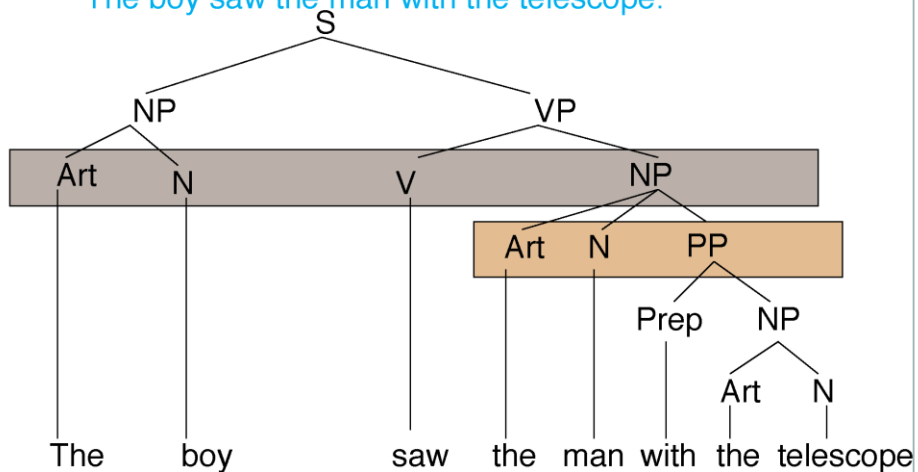 The boy saw the man with the telescope.
S
NP VP
Art N V NP
Art N PP
Prep NP
Art N
The boy saw the man with the telescope